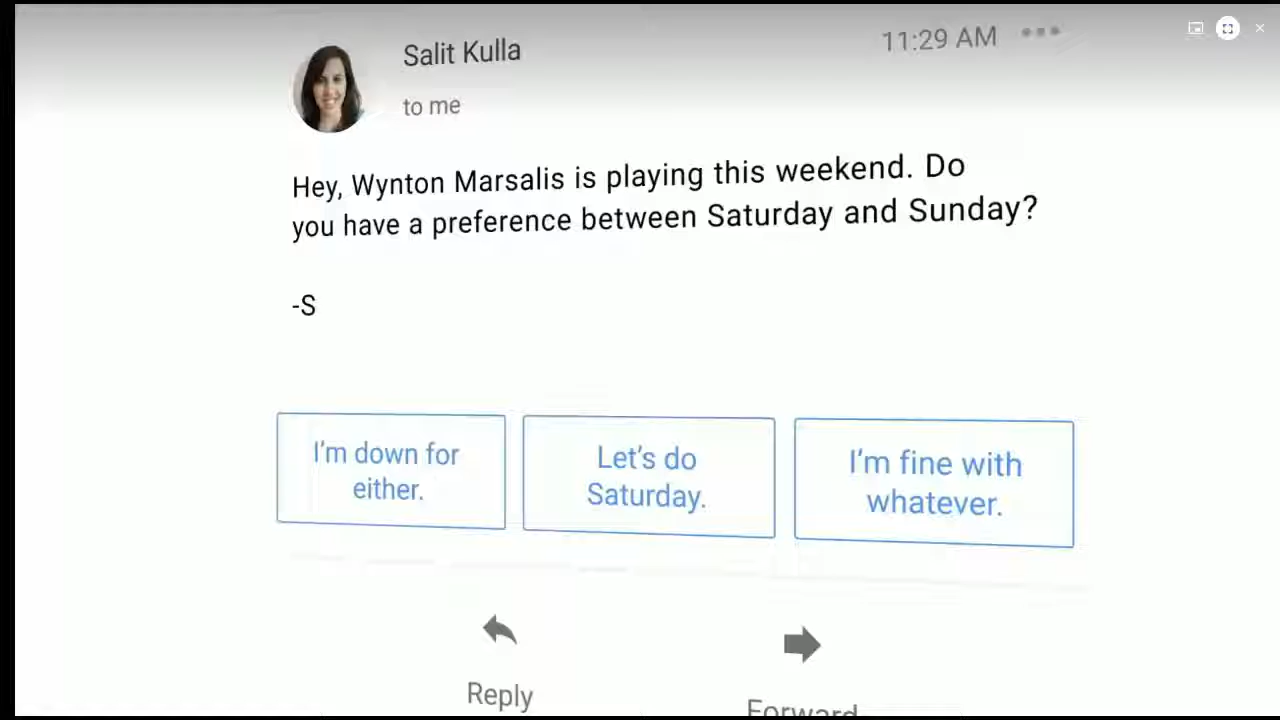 Salit Kulla
11:29 AM
to me
Hey, Wynton Marsalis is playing this weekend. Do
you have a preference between Saturday and Sunday?
-S
I'm down for
either.
Let's do
Saturday.
I'm fine with
whatever.
Reply
Forward